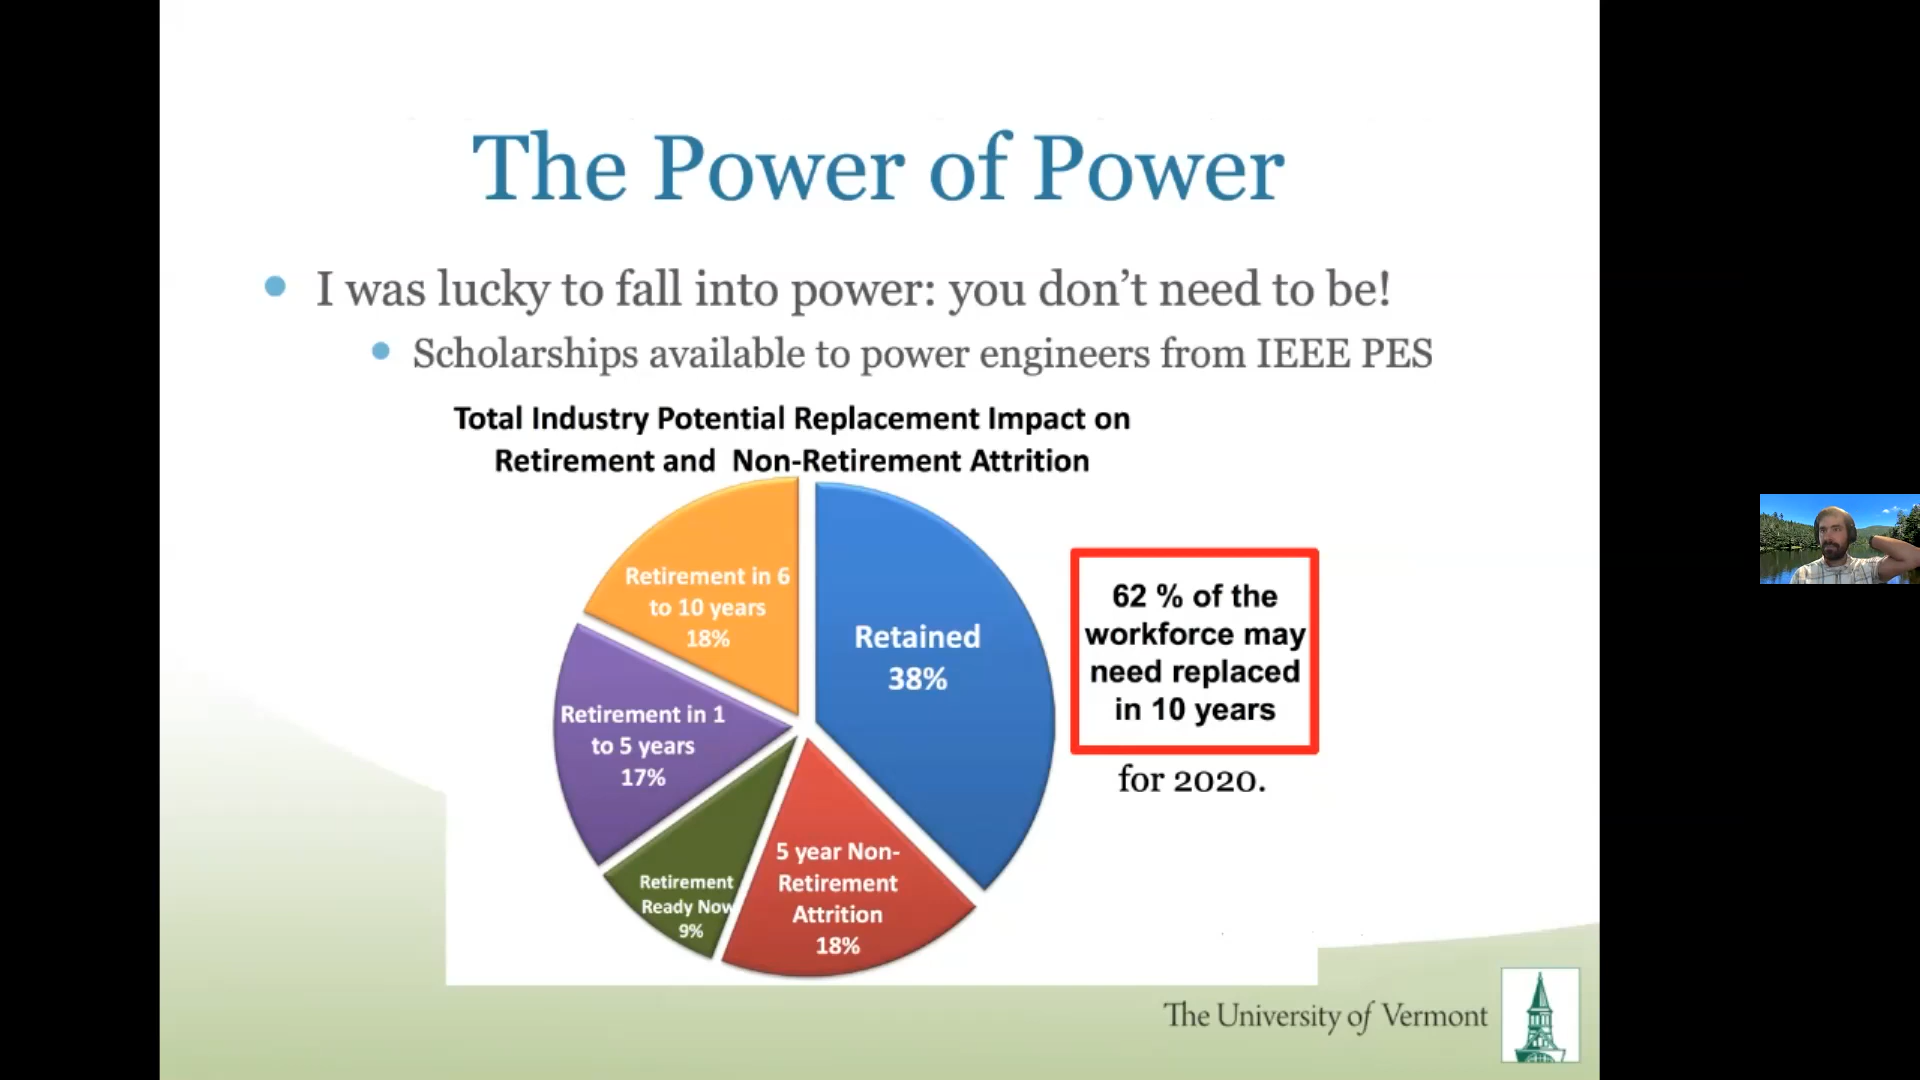 The Power of Power
I was lucky to fall into power: you don't need to be!
Scholarships available to power engineers from IEEE PES
Total Industry Potential Replacement Impact on
Retirement and Non-Retirement Attrition
Retirement in 6
to 10 years
18%
Retained
38%
Retirement in 1
to 5 years
17%
Retirement
Ready Now
9%
5 year Non-
Retirement
Attrition
18%
62 % of the
workforce may
need replaced
in 10 years
for 2020.
The University of Vermont